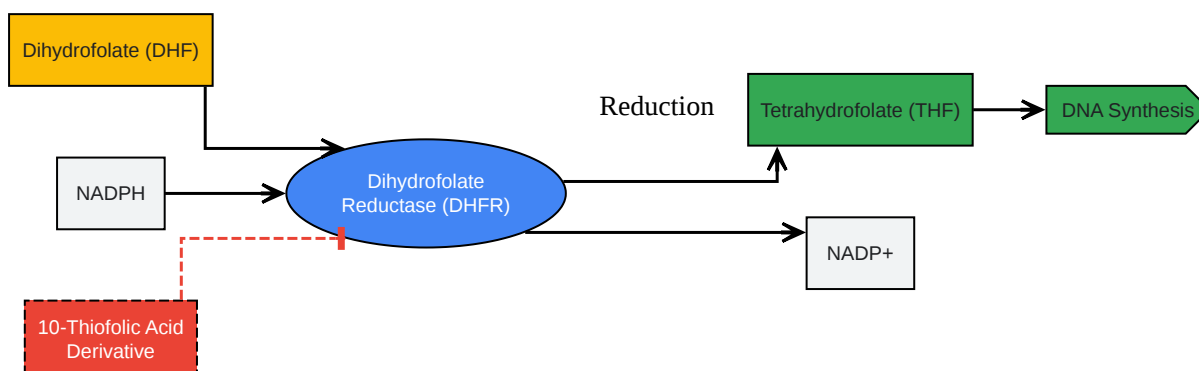 Dihydrofolate (DHF)
Reduction
Tetrahydrofolate (THF)
DNA Synthesis
NADPH
Dihydrofolate
Reductase (DHFR)
NADP+
10-Thiofolic Acid
Derivative